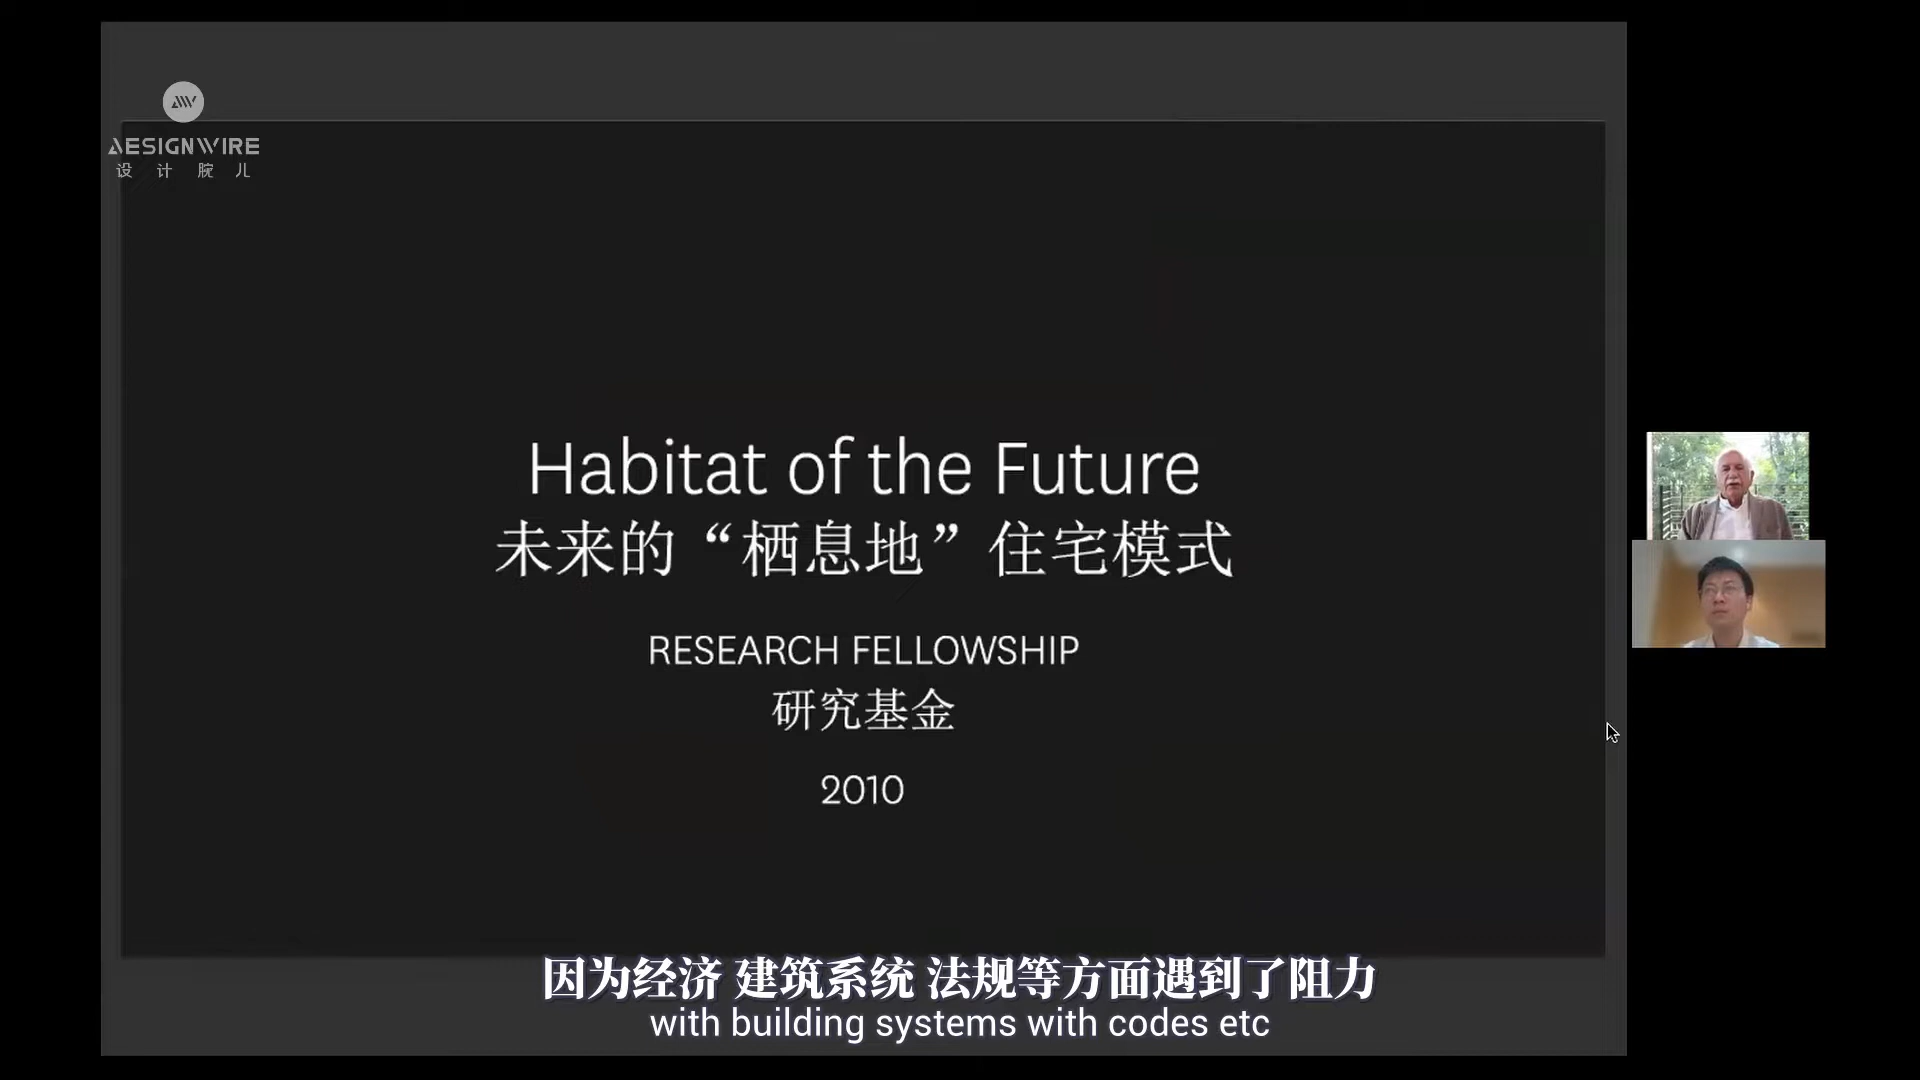 DESIGNWIRE
设计腕儿
Habitat of the Future
未来的“栖息地”住宅模式
RESEARCH FELLOWSHIP
研究基金
2010
因为经济 建筑系统 法规等方面遇到了阻力
with building systems with codes etc